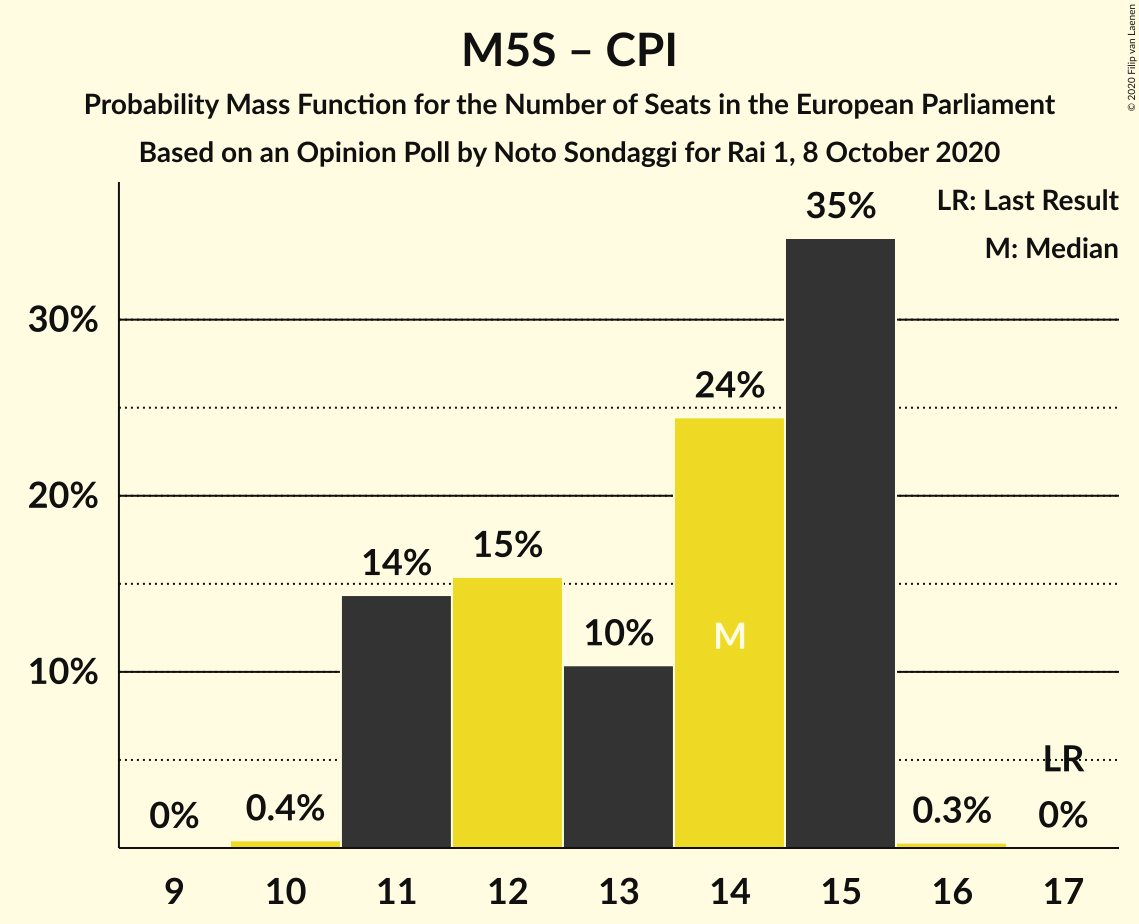 M5S – CPI
Probability Mass Function for the Number of Seats in the European Parliament
Based on an Opinion Poll by Noto Sondaggi for Rai 1, 8 October 2020
© 2020 Filip van Laenen
LR: Last Result
M: Median
30%
20%
10%
0%
0.4%
14%
15%
10%
24%
M
35%
0.3%
LR
0%
9
10
11
12
13
14
15
16
17